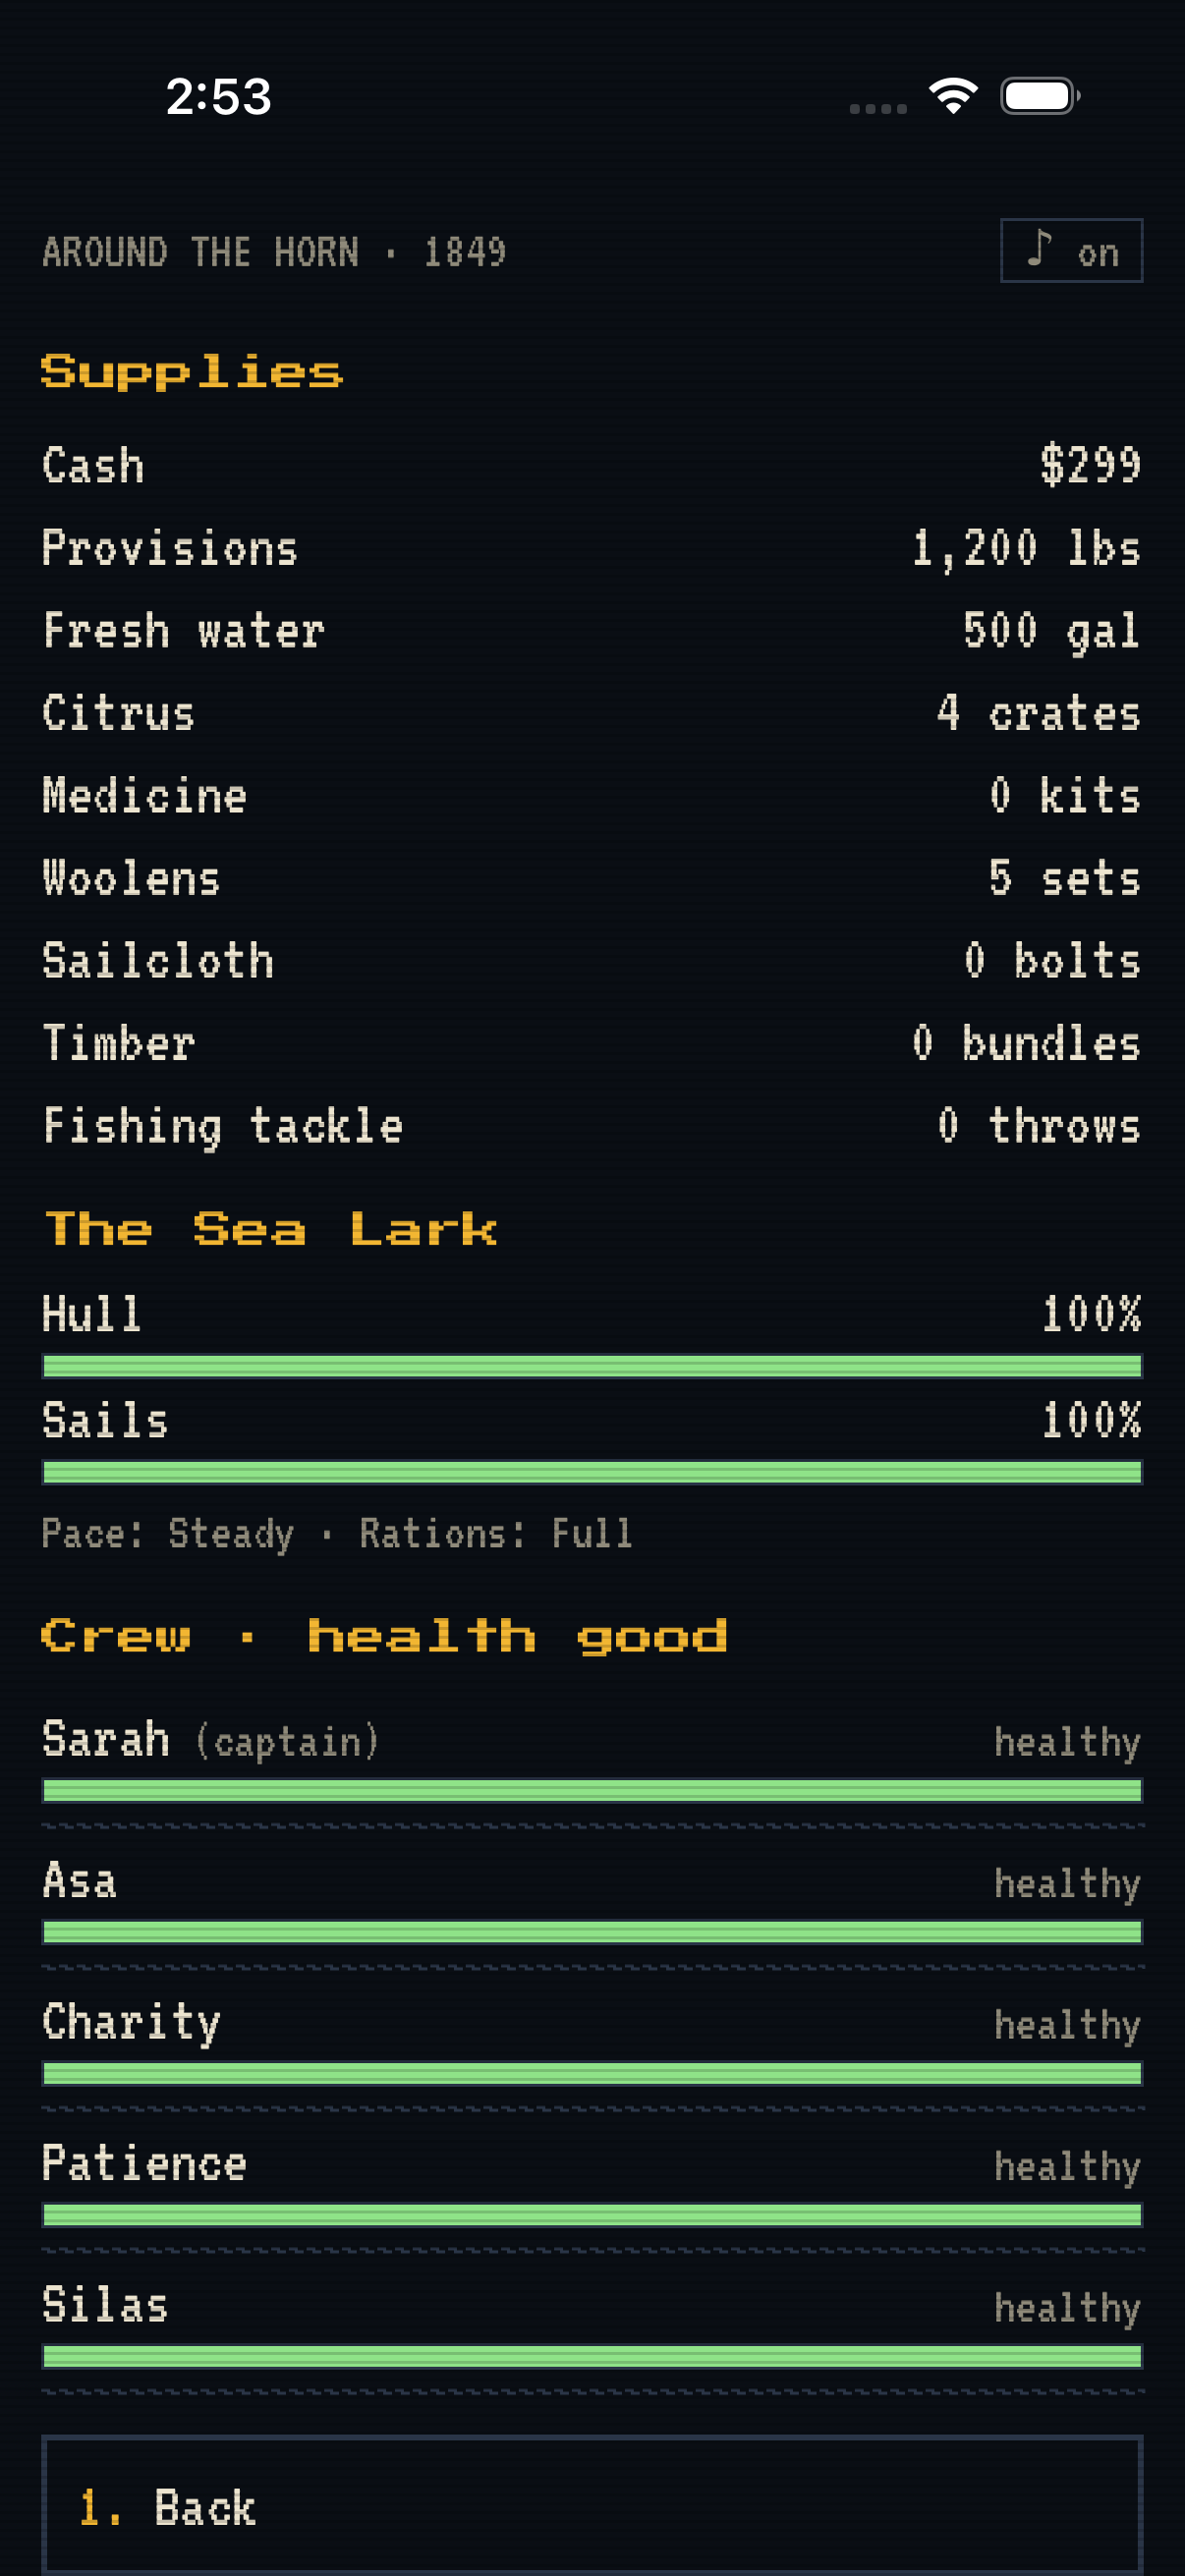 2:53
AROUND THE HORN · 1849
♪ on
Supplies
Cash $299
Provisions 1,200 lbs
Fresh water 500 gal
Citrus 4 crates
Medicine 0 kits
Woolens 5 sets
Sailcloth 0 bolts
Timber 0 bundles
Fishing tackle 0 throws
The Sea Lark
Hull 100%
Sails 100%
Pace: Steady · Rations: Full
Crew · health good
Sarah (captain) healthy
Asa healthy
Charity healthy
Patience healthy
Silas healthy
1. Back